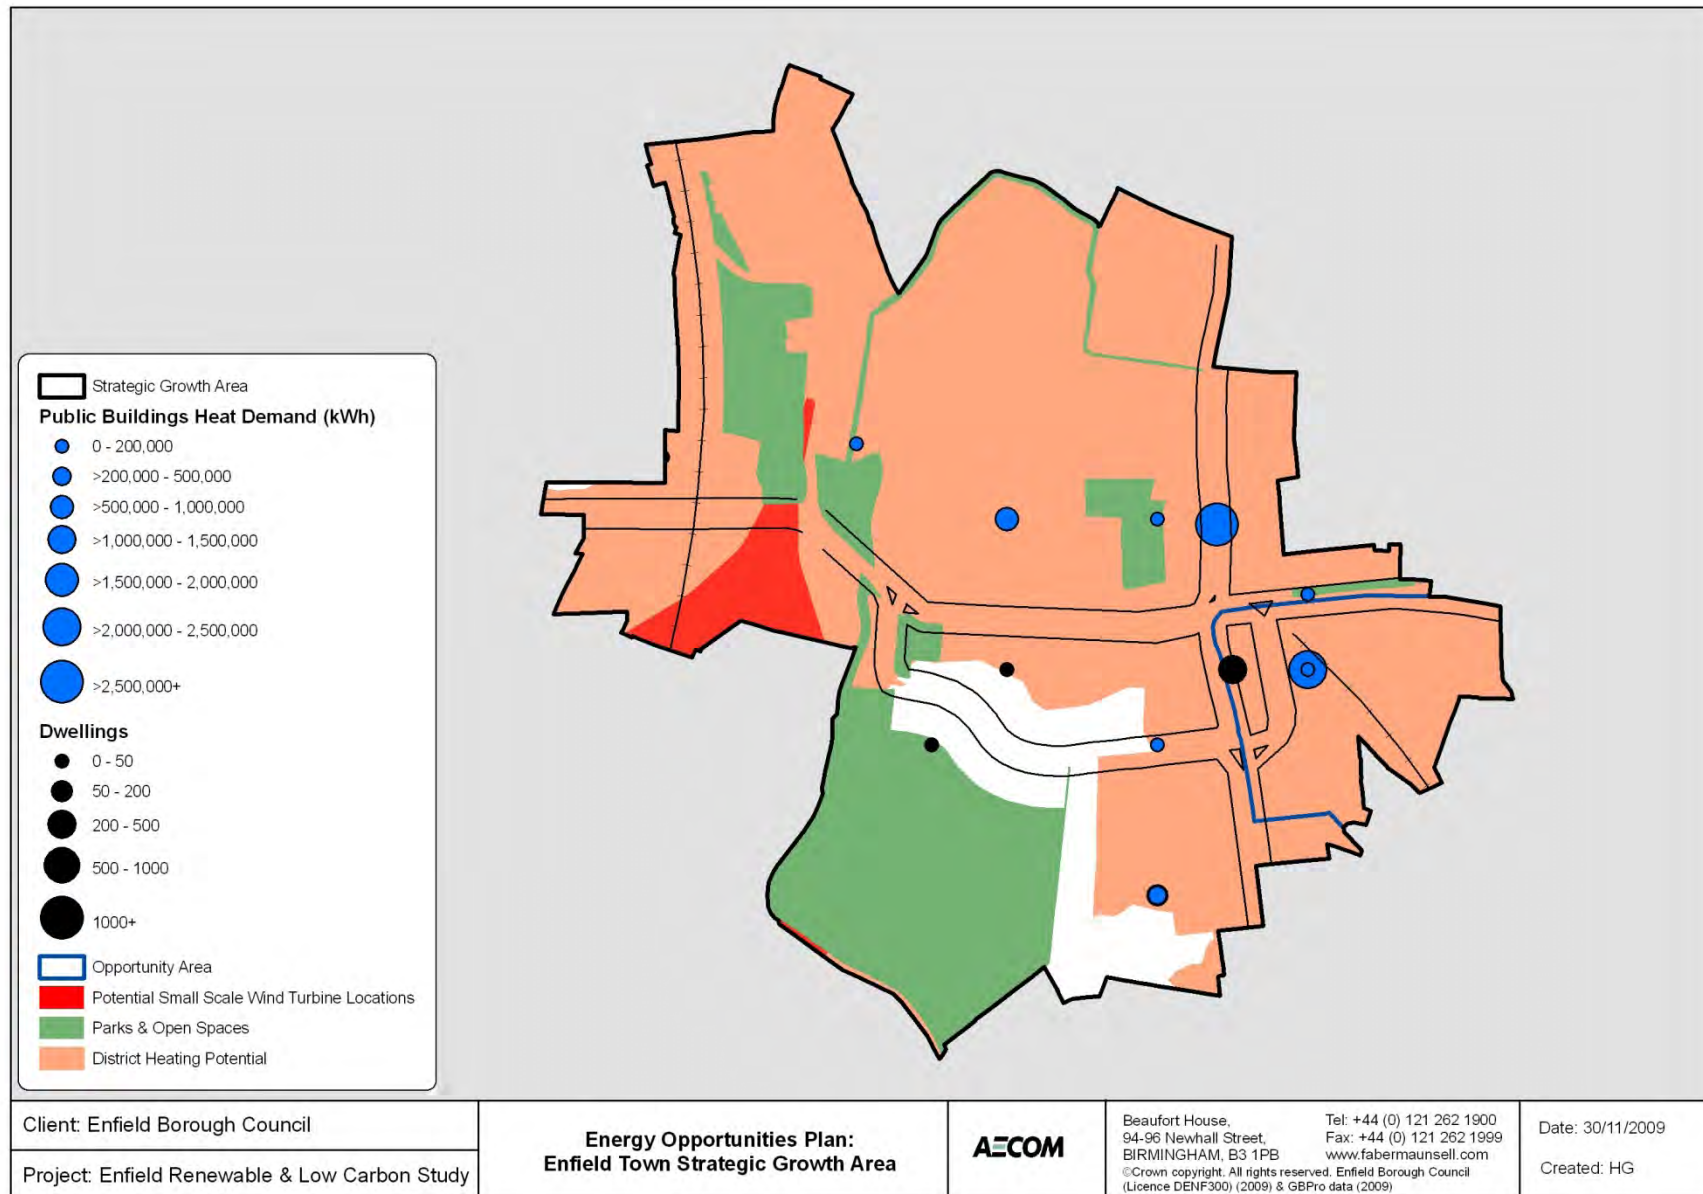 Strategic Growth Area
Public Buildings Heat Demand (kWh)
0 - 200,000
>200,000 - 500,000
>500,000 - 1,000,000
>1,000,000 - 1,500,000
>1,500,000 - 2,000,000
>2,000,000 - 2,500,000
>2,500,000+
Dwellings
0 - 50
50 - 200
200 - 500
500 - 1000
1000+
Opportunity Area
Potential Small Scale Wind Turbine Locations
Parks & Open Spaces
District Heating Potential
Client: Enfield Borough Council
Project: Enfield Renewable & Low Carbon Study
Energy Opportunities Plan:
Enfield Town Strategic Growth Area
AECOM
Beaufort House,
94-96 Newhall Street,
BIRMINGHAM, B3 1PB
Tel: +44 (0) 121 262 1900
Fax: +44 (0) 121 262 1999
www.fabermaunsell.com
©Crown copyright. All rights reserved. Enfield Borough Council
(Licence DENF300) (2009) & GBPro data (2009)
Date: 30/11/2009
Created: HG